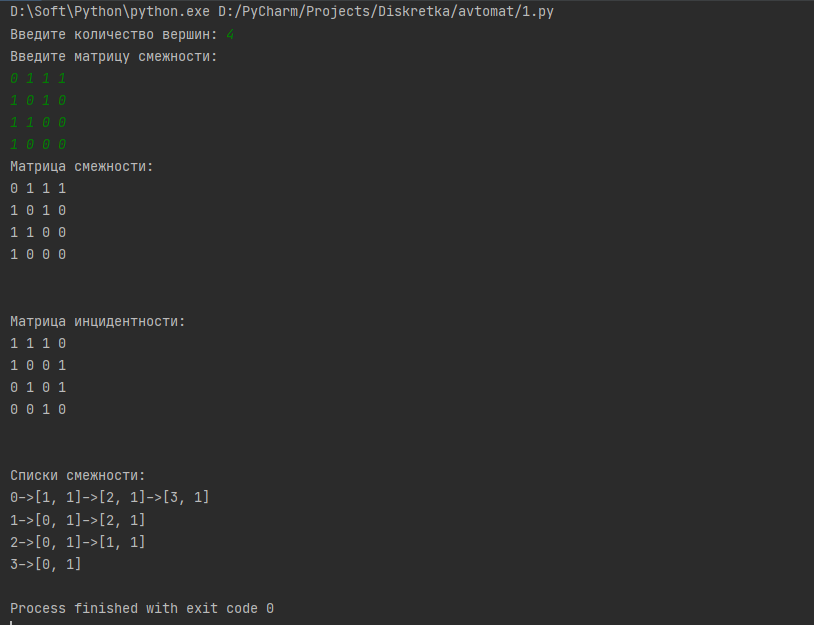 D:\Soft\Python\python.exe D:/PyCharm/Projects/Diskretka/avtomat/1.py
Введите количество вершин: 4
Введите матрицу смежности:
0 1 1 1
1 0 1 0
1 1 0 0
1 0 0 0
Матрица смежности:
0 1 1 1
1 0 1 0
1 1 0 0
1 0 0 0
Матрица инцидентности:
1 1 1 0
1 0 0 1
0 1 0 1
0 0 1 0
Списки смежности:
0->[1, 1]->[2, 1]->[3, 1]
1->[0, 1]->[2, 1]
2->[0, 1]->[1, 1]
3->[0, 1]
Process finished with exit code 0